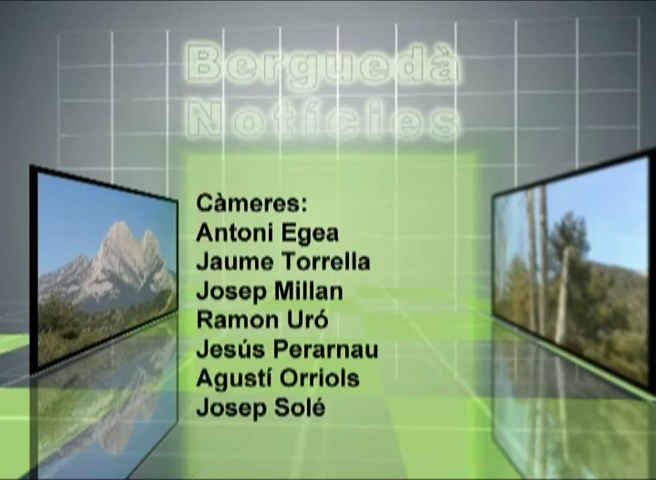 Berguedà
Notícies
Càmeres:
Antoni Egea
Jaume Torrella
Josep Millan
Ramon Uró
Jesús Perarnau
Agustí Orriols
Josep Solé